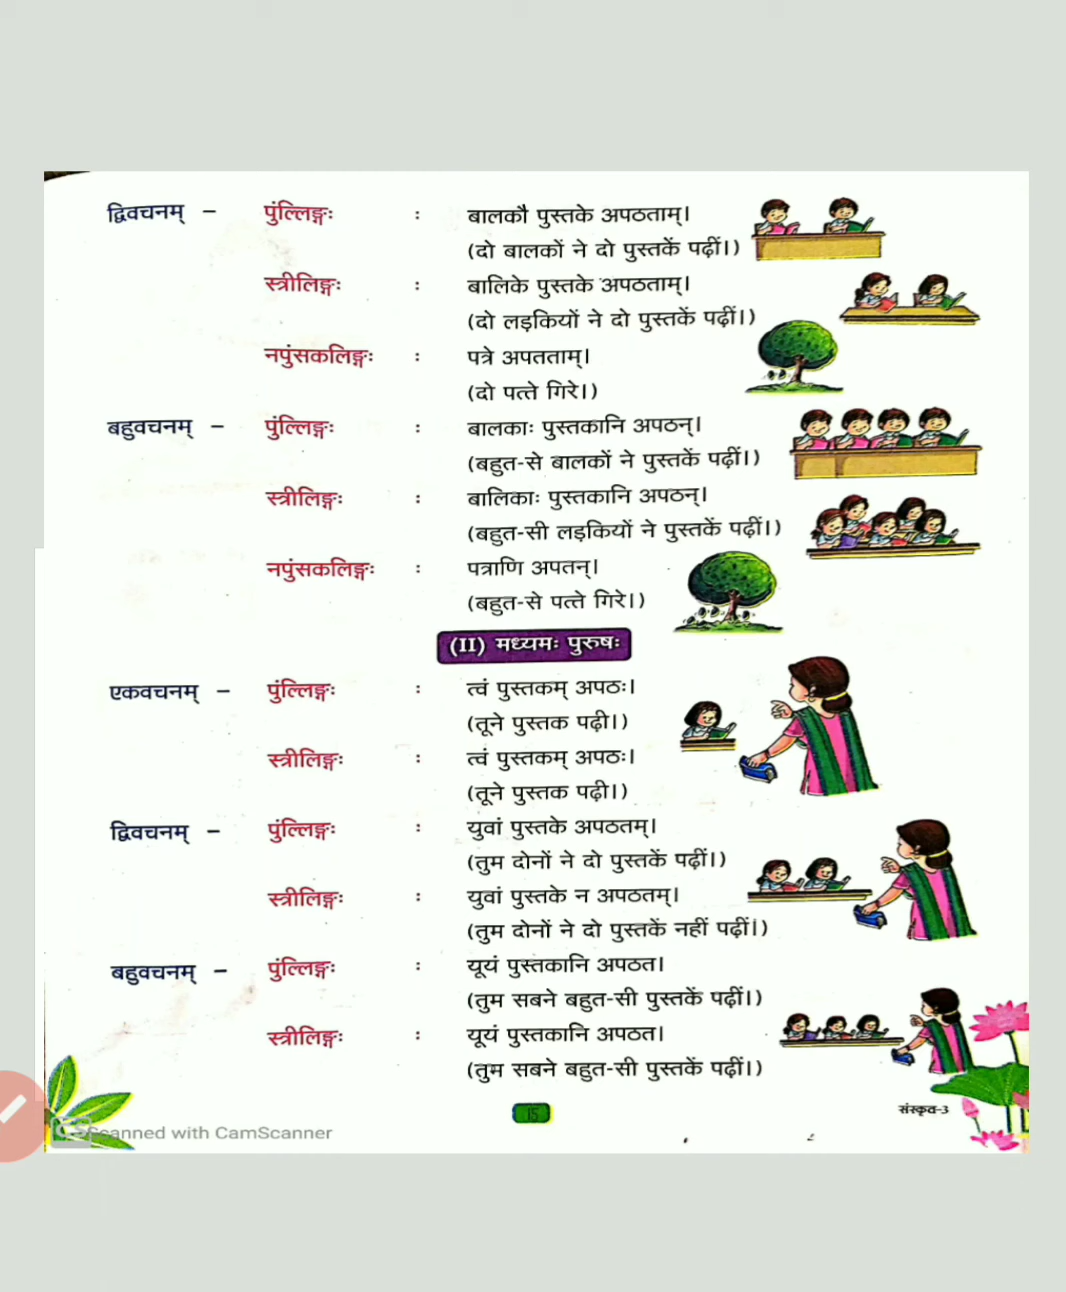 द्विवचनम् – पुंल्लिङ्गः : बालकौ पुस्तके अपठताम्।
(दो बालकों ने दो पुस्तकें पढ़ीं।)
स्त्रीलिङ्गः : बालिके पुस्तके अपठताम्।
(दो लड़कियों ने दो पुस्तकें पढ़ीं।)
नपुंसकलिङ्गः : पत्रे अपतताम्।
(दो पत्ते गिरे।)
बहुवचनम् – पुंल्लिङ्गः : बालकाः पुस्तकानि अपठन्।
(बहुत-से बालकों ने पुस्तकें पढ़ीं।)
स्त्रीलिङ्गः : बालिकाः पुस्तकानि अपठन्।
(बहुत-सी लड़कियों ने पुस्तकें पढ़ीं।)
नपुंसकलिङ्गः : पत्राणि अपतन्।
(बहुत-से पत्ते गिरे।)
(II) मध्यमः पुरुषः
एकवचनम् – पुंल्लिङ्गः : त्वं पुस्तकम् अपठः।
(तूने पुस्तक पढ़ी।)
स्त्रीलिङ्गः : त्वं पुस्तकम् अपठः।
(तूने पुस्तक पढ़ी।)
द्विवचनम् – पुंल्लिङ्गः : युवां पुस्तके अपठतम्।
(तुम दोनों ने दो पुस्तकें पढ़ीं।)
स्त्रीलिङ्गः : युवां पुस्तके न अपठतम्।
(तुम दोनों ने दो पुस्तकें नहीं पढ़ीं।)
बहुवचनम् – पुंल्लिङ्गः : यूयं पुस्तकानि अपठत।
(तुम सबने बहुत-सी पुस्तकें पढ़ीं।)
स्त्रीलिङ्गः : यूयं पुस्तकानि अपठत।
(तुम सबने बहुत-सी पुस्तकें पढ़ीं।)
15
संस्कृत-3
CS Scanned with CamScanner